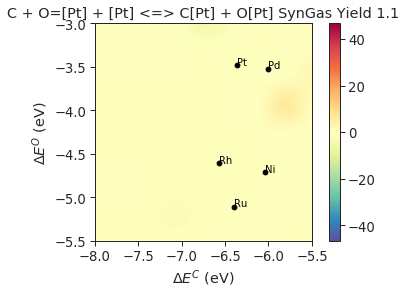 C + O=[Pt] + [Pt] <=> C[Pt] + O[Pt] SynGas Yield 1.1
−3.0
−3.5
−4.0
−4.5
−5.0
−5.5
ΔE^O (eV)
Pt
Pd
Rh
Ni
Ru
−8.0 −7.5 −7.0 −6.5 −6.0 −5.5
ΔE^C (eV)
40
20
0
−20
−40